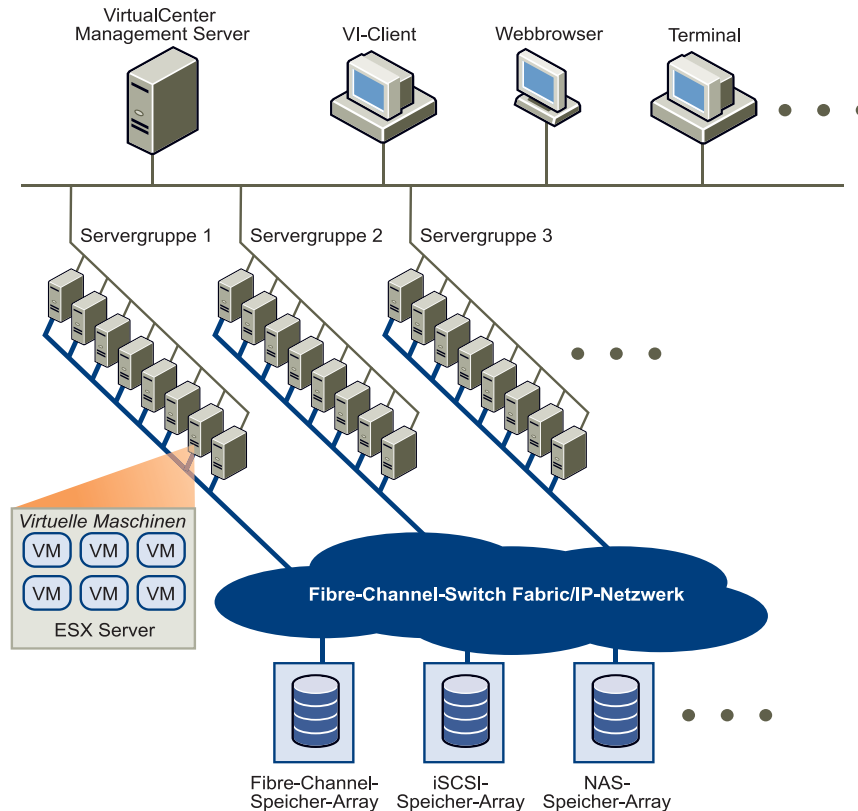 VirtualCenter
Management Server
VI-Client
Webbrowser
Terminal
Servergruppe 1
Servergruppe 2
Servergruppe 3
Virtuelle Maschinen
VM VM VM
VM VM VM
ESX Server
Fibre-Channel-Switch Fabric/IP-Netzwerk
Fibre-Channel-
Speicher-Array
iSCSI-
Speicher-Array
NAS-
Speicher-Array